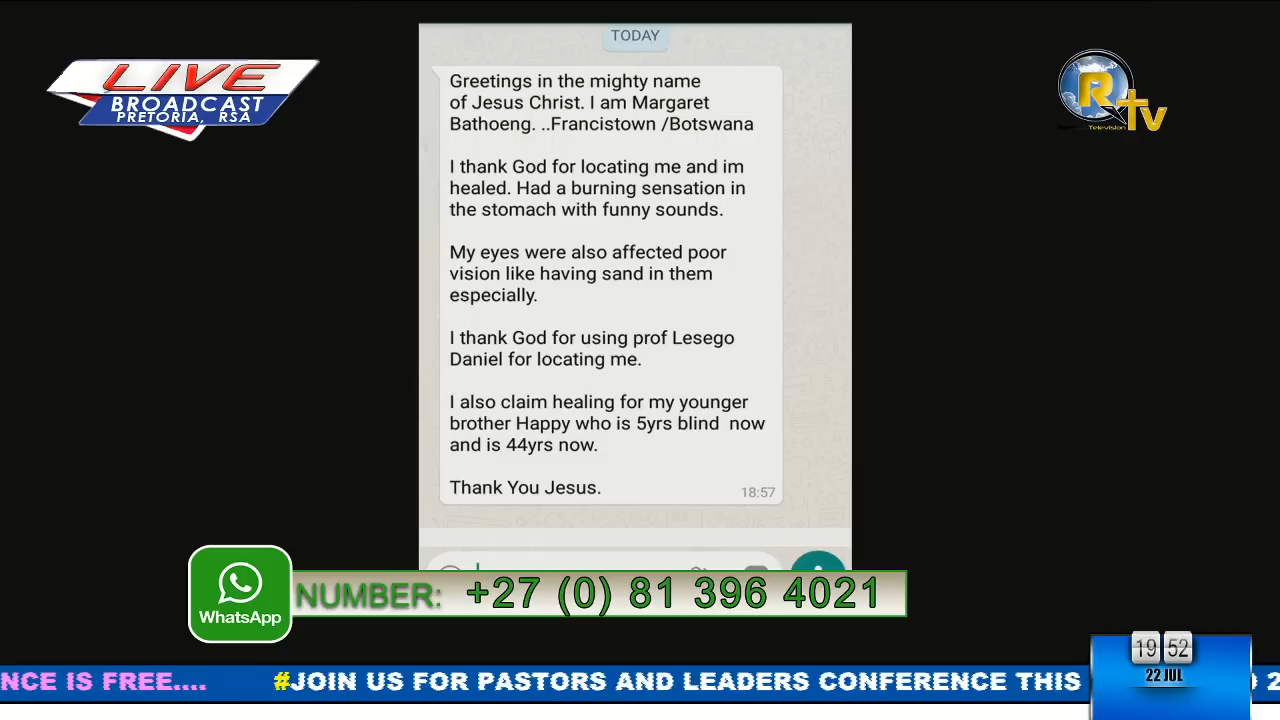 TODAY
LIVE
BROADCAST
PRETORIA, RSA
R tv
Television
Greetings in the mighty name
of Jesus Christ. I am Margaret
Bathoeng. ..Francistown /Botswana
I thank God for locating me and im
healed. Had a burning sensation in
the stomach with funny sounds.
My eyes were also affected poor
vision like having sand in them
especially.
I thank God for using prof Lesego
Daniel for locating me.
I also claim healing for my younger
brother Happy who is 5yrs blind  now
and is 44yrs now.
Thank You Jesus.
18:57
WhatsApp
NUMBER: +27 (0) 81 396 4021
19 52
22 JUL
NCE IS FREE.... #JOIN US FOR PASTORS AND LEADERS CONFERENCE THIS